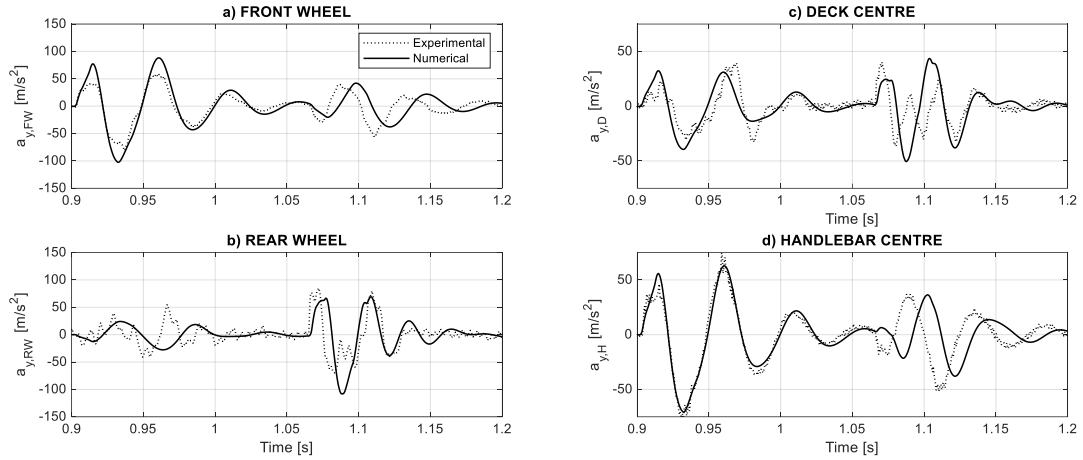 a) FRONT WHEEL
150
100
50
0
-50
-100
-150
a_y,FW [m/s²]
Experimental
Numerical
0.9 0.95 1 1.05 1.1 1.15 1.2
b) REAR WHEEL
150
100
50
0
-50
-100
-150
a_y,RW [m/s²]
0.9 0.95 1 1.05 1.1 1.15 1.2
Time [s]
c) DECK CENTRE
50
0
-50
a_y,D [m/s²]
0.9 0.95 1 1.05 1.1 1.15 1.2
Time [s]
d) HANDLEBAR CENTRE
50
0
-50
a_y,H [m/s²]
0.9 0.95 1 1.05 1.1 1.15 1.2
Time [s]